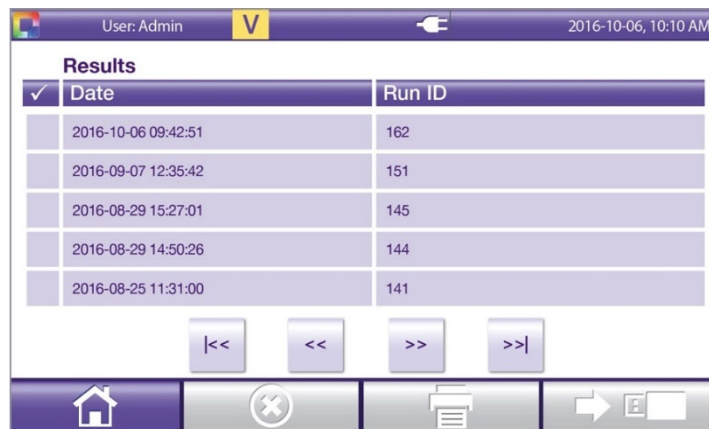 User: Admin V 2016-10-06, 10:10 AM
Results
✓ Date Run ID
2016-10-06 09:42:51 162
2016-09-07 12:35:42 151
2016-08-29 15:27:01 145
2016-08-29 14:50:26 144
2016-08-25 11:31:00 141
|<< << >> >>|